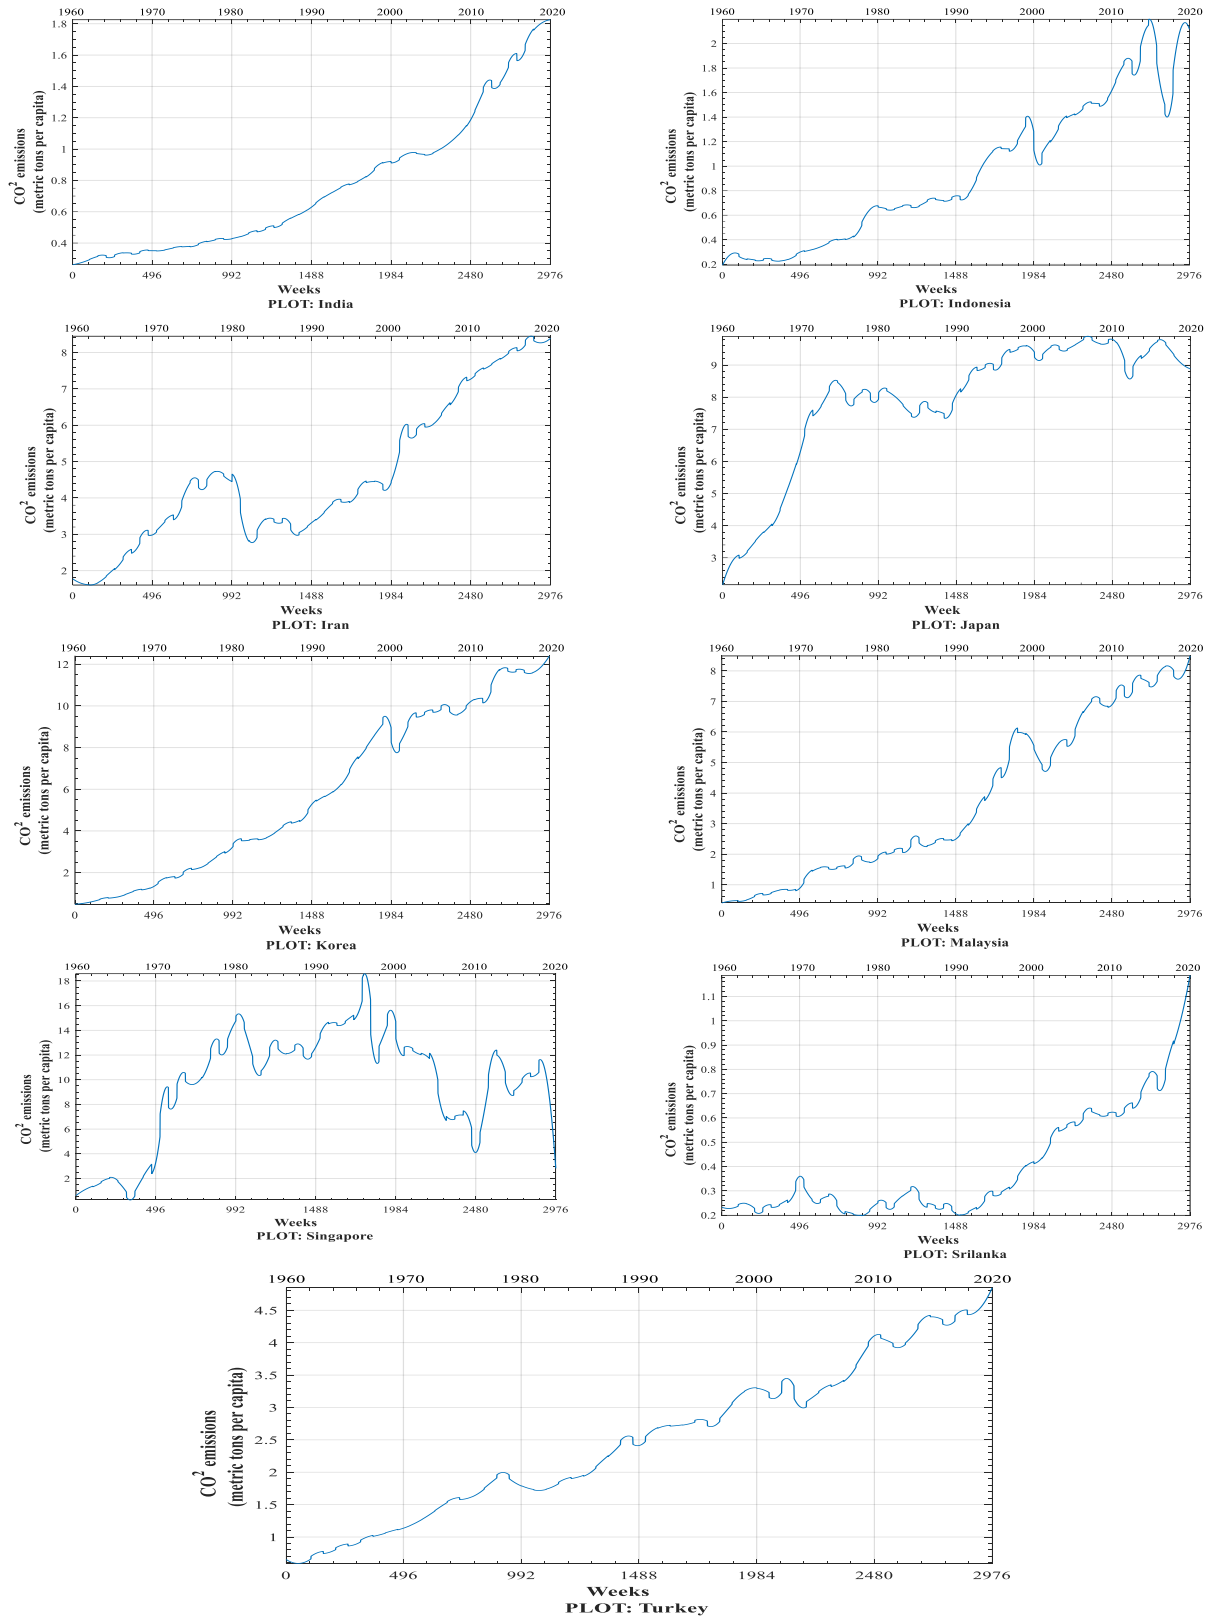 1960 1970 1980 1990 2000 2010 2020
1.8
1.6
1.4
1.2
1
0.8
0.6
0.4
CO2 emissions
(metric tons per capita)
0 496 992 1488 1984 2480 2976
Weeks
PLOT: India
1960 1970 1980 1990 2000 2010 2020
2
1.8
1.6
1.4
1.2
1
0.8
0.6
0.4
0.2
CO2 emissions
(metric tons per capita)
0 496 992 1488 1984 2480 2976
Weeks
PLOT: Indonesia
1960 1970 1980 1990 2000 2010 2020
8
7
6
5
4
3
2
CO2 emissions
(metric tons per capita)
0 496 992 1488 1984 2480 2976
Weeks
PLOT: Iran
1960 1970 1980 1990 2000 2010 2020
9
8
7
6
5
4
3
CO2 emissions
(metric tons per capita)
0 496 992 1488 1984 2480 2976
Week
PLOT: Japan
1960 1970 1980 1990 2000 2010 2020
12
10
8
6
4
2
CO2 emissions
(metric tons per capita)
0 496 992 1488 1984 2480 2976
Weeks
PLOT: Korea
1960 1970 1980 1990 2000 2010 2020
8
7
6
5
4
3
2
1
CO2 emissions
(metric tons per capita)
0 496 992 1488 1984 2480 2976
Weeks
PLOT: Malaysia
1960 1970 1980 1990 2000 2010 2020
18
16
14
12
10
8
6
4
2
CO2 emissions
(metric tons per capita)
0 496 992 1488 1984 2480 2976
Weeks
PLOT: Singapore
1960 1970 1980 1990 2000 2010 2020
1.1
1
0.9
0.8
0.7
0.6
0.5
0.4
0.3
0.2
CO2 emissions
(metric tons per capita)
0 496 992 1488 1984 2480 2976
Weeks
PLOT: Srilanka
1960 1970 1980 1990 2000 2010 2020
4.5
4
3.5
3
2.5
2
1.5
1
CO2 emissions
(metric tons per capita)
0 496 992 1488 1984 2480 2976
Weeks
PLOT: Turkey